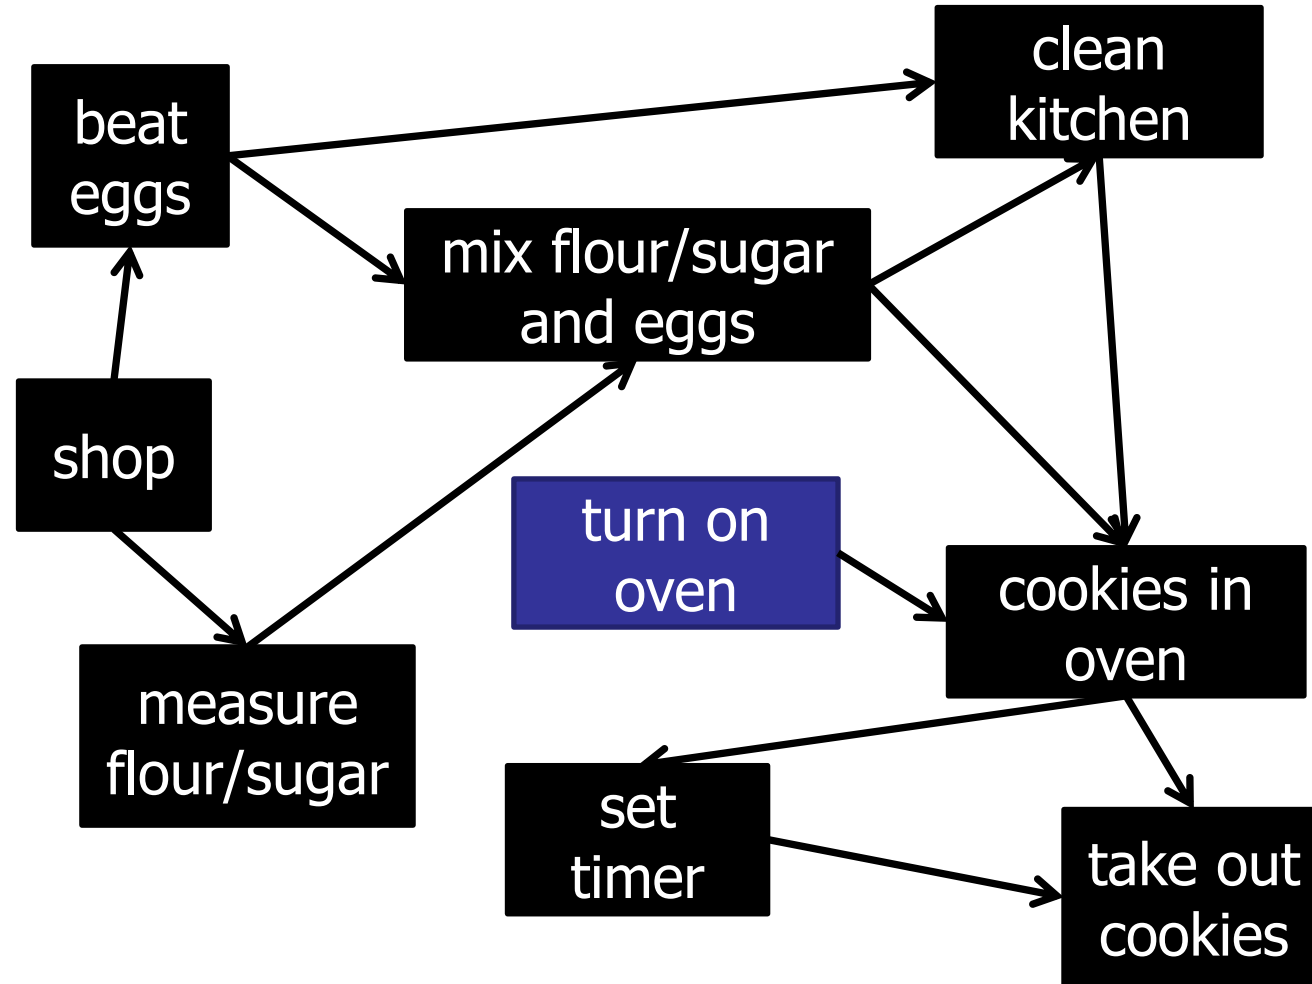 clean
kitchen
beat
eggs
mix flour/sugar
and eggs
shop
turn on
oven
cookies in
oven
measure
flour/sugar
set
timer
take out
cookies